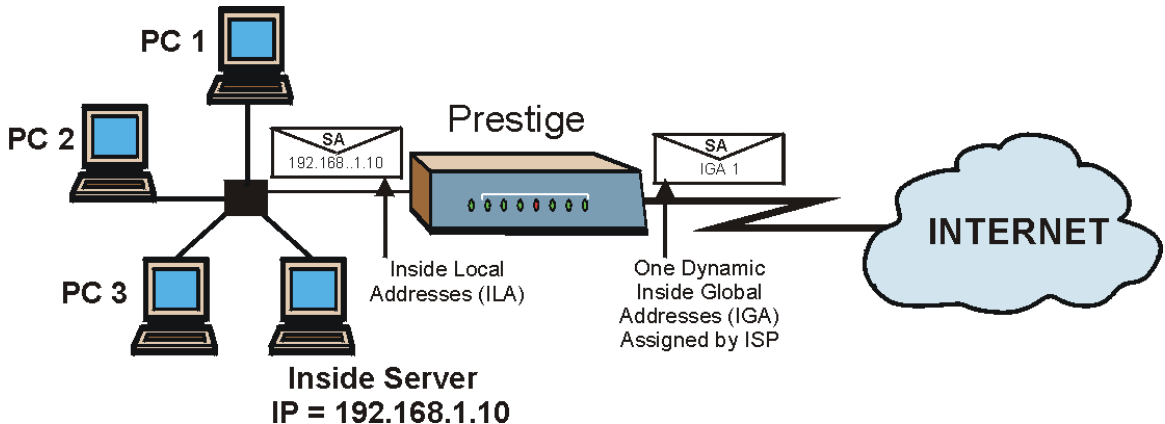 PC 1
PC 2
SA
192.168..1.10
Prestige
SA
IGA 1
INTERNET
PC 3
Inside Local
Addresses (ILA)
One Dynamic
Inside Global
Addresses (IGA)
Assigned by ISP
Inside Server
IP = 192.168.1.10